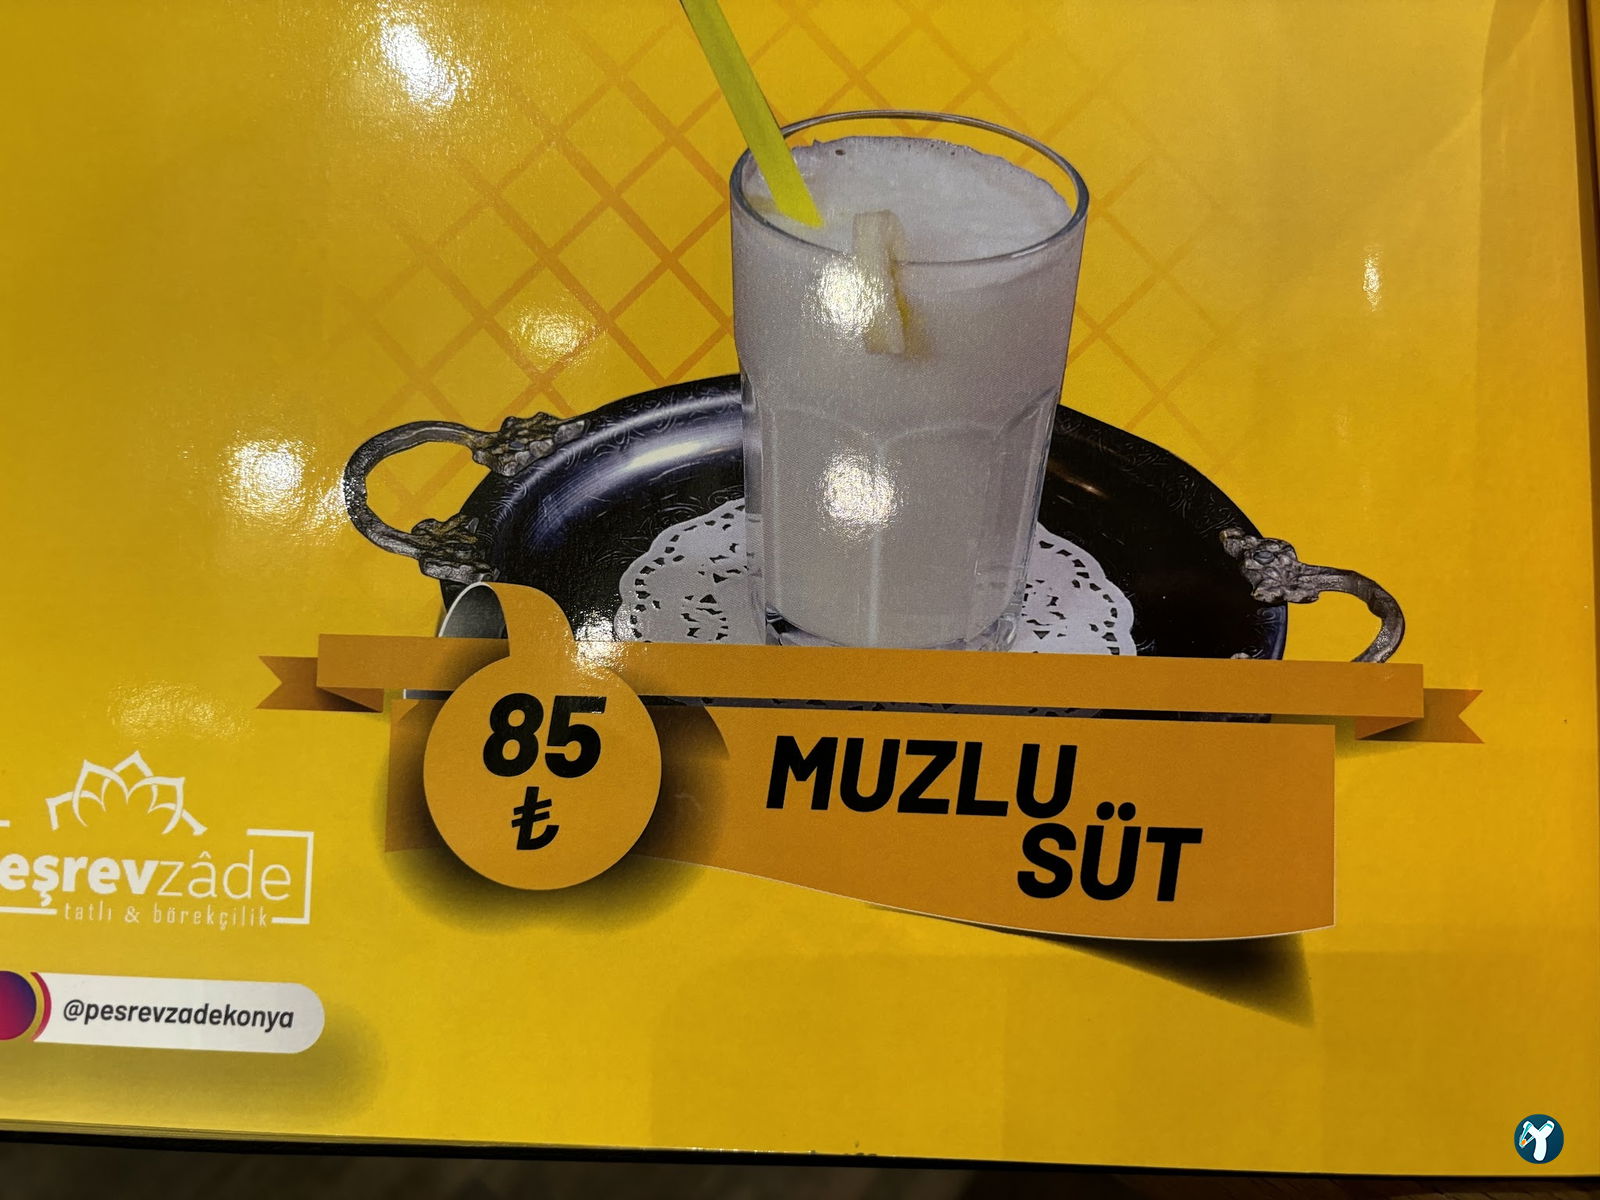 85
₺
MUZLU
SÜT
eşrevzâde
tatlı & börekçilik
@pesrevzadekonya